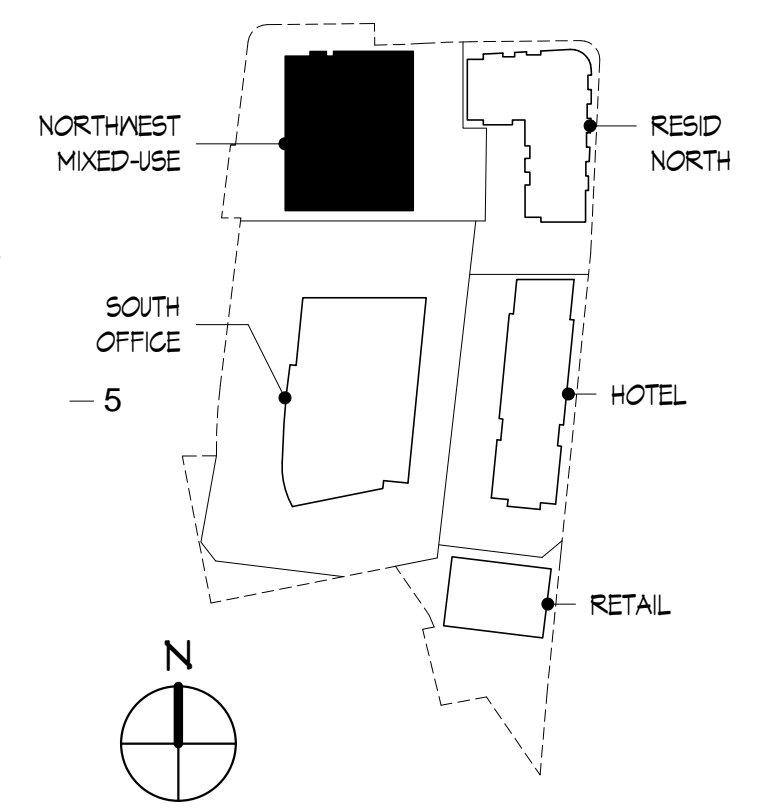 NORTHWEST
MIXED-USE
RESID
NORTH
SOUTH
OFFICE
— 5
HOTEL
RETAIL
N